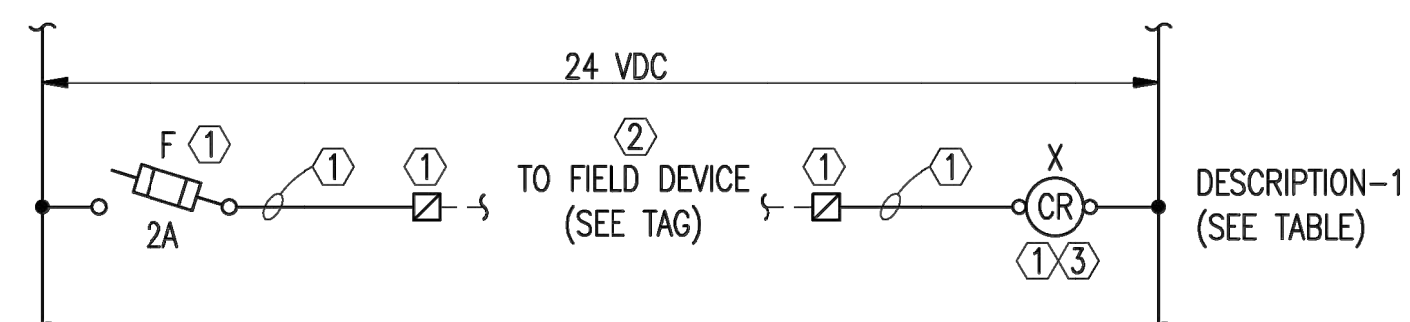 24 VDC
F 1
1
1
2
1
1
X
TO FIELD DEVICE
(SEE TAG)
2A
CR
1 3
DESCRIPTION-1
(SEE TABLE)